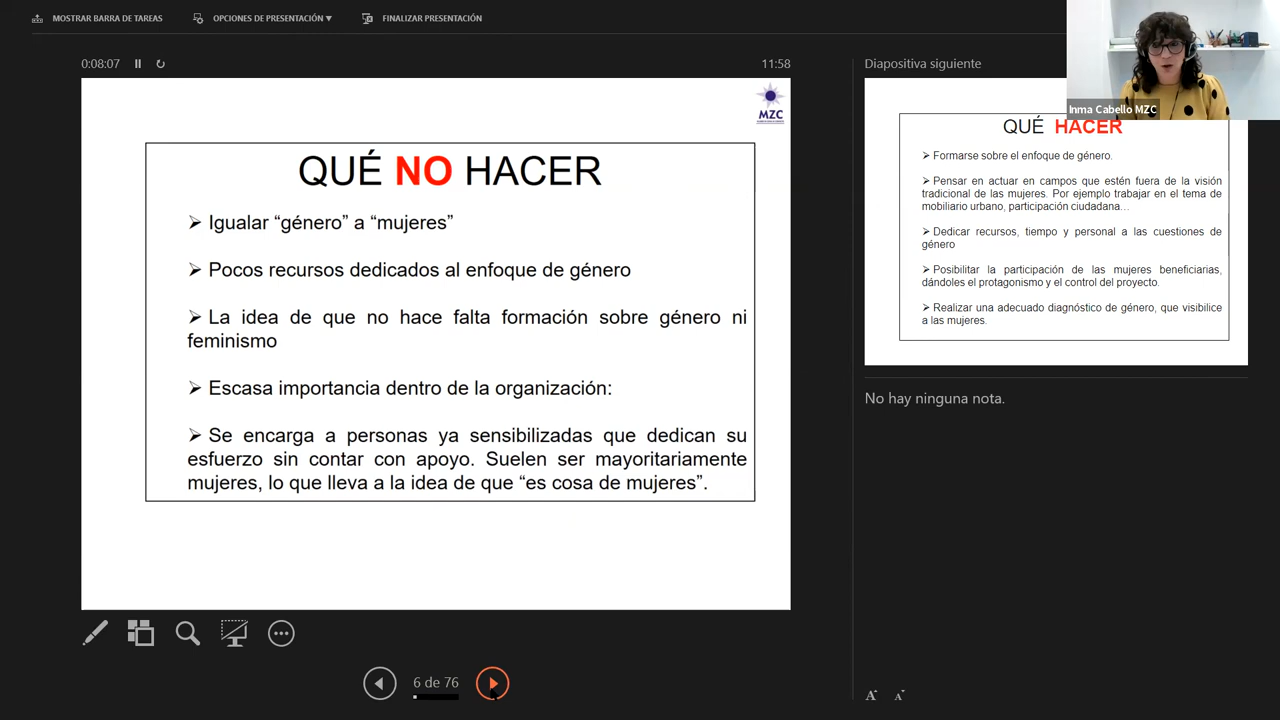 MOSTRAR BARRA DE TAREAS
OPCIONES DE PRESENTACIÓN ▼
FINALIZAR PRESENTACIÓN
0:08:07
11:58
MZC
QUÉ NO HACER
➢ Igualar “género” a “mujeres”
➢ Pocos recursos dedicados al enfoque de género
➢ La idea de que no hace falta formación sobre género ni
feminismo
➢ Escasa importancia dentro de la organización:
➢ Se encarga a personas ya sensibilizadas que dedican su
esfuerzo sin contar con apoyo. Suelen ser mayoritariamente
mujeres, lo que lleva a la idea de que “es cosa de mujeres”.
6 de 76
Diapositiva siguiente
Inma Cabello MZC
QUÉ HACER
➢ Formarse sobre el enfoque de género.
➢ Pensar en actuar en campos que estén fuera de la visión
tradicional de las mujeres. Por ejemplo trabajar en el tema de
mobiliario urbano, participación ciudadana…
➢ Dedicar recursos, tiempo y personal a las cuestiones de
género
➢ Posibilitar la participación de las mujeres beneficiarias,
dándoles el protagonismo y el control del proyecto.
➢ Realizar una adecuado diagnóstico de género, que visibilice
a las mujeres.
No hay ninguna nota.
A A